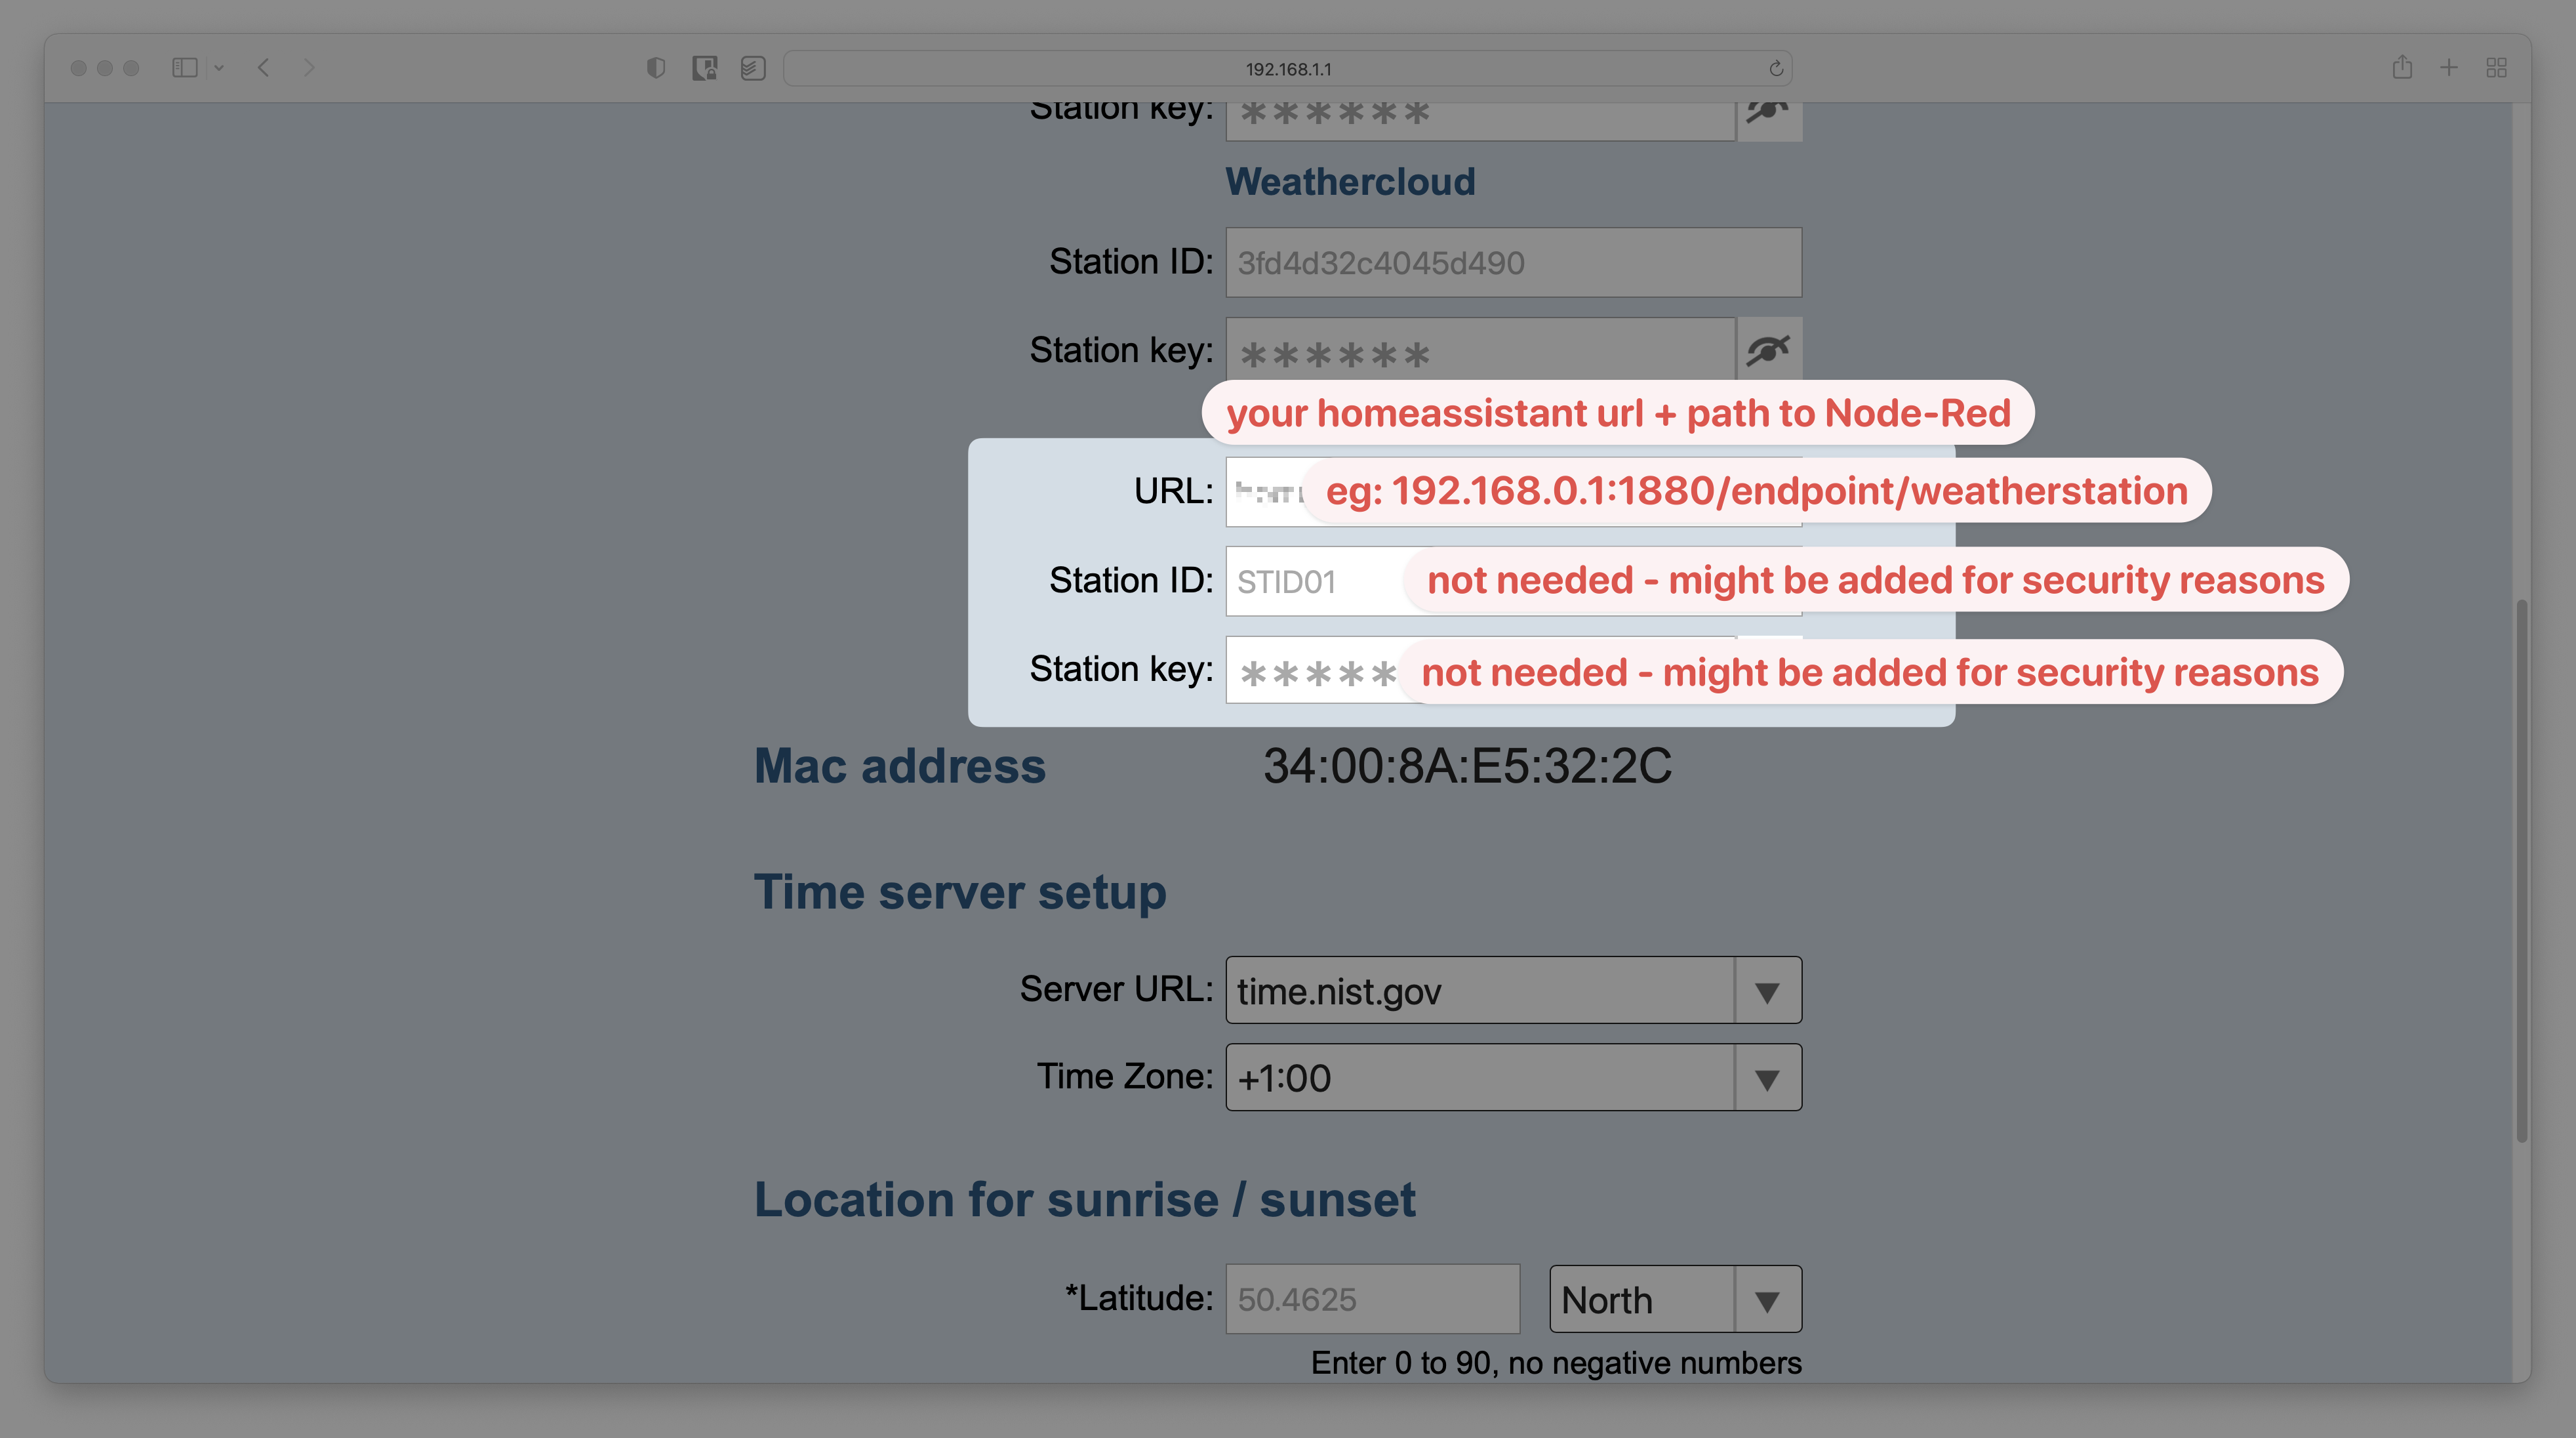 192.168.1.1
Station key: ******
Weathercloud
Station ID: 3fd4d32c4045d490
Station key: ******
your homeassistant url + path to Node-Red
URL: eg: 192.168.0.1:1880/endpoint/weatherstation
Station ID: STID01 not needed - might be added for security reasons
Station key: ***** not needed - might be added for security reasons
Mac address 34:00:8A:E5:32:2C
Time server setup
Server URL: time.nist.gov
Time Zone: +1:00
Location for sunrise / sunset
*Latitude: 50.4625 North
Enter 0 to 90, no negative numbers